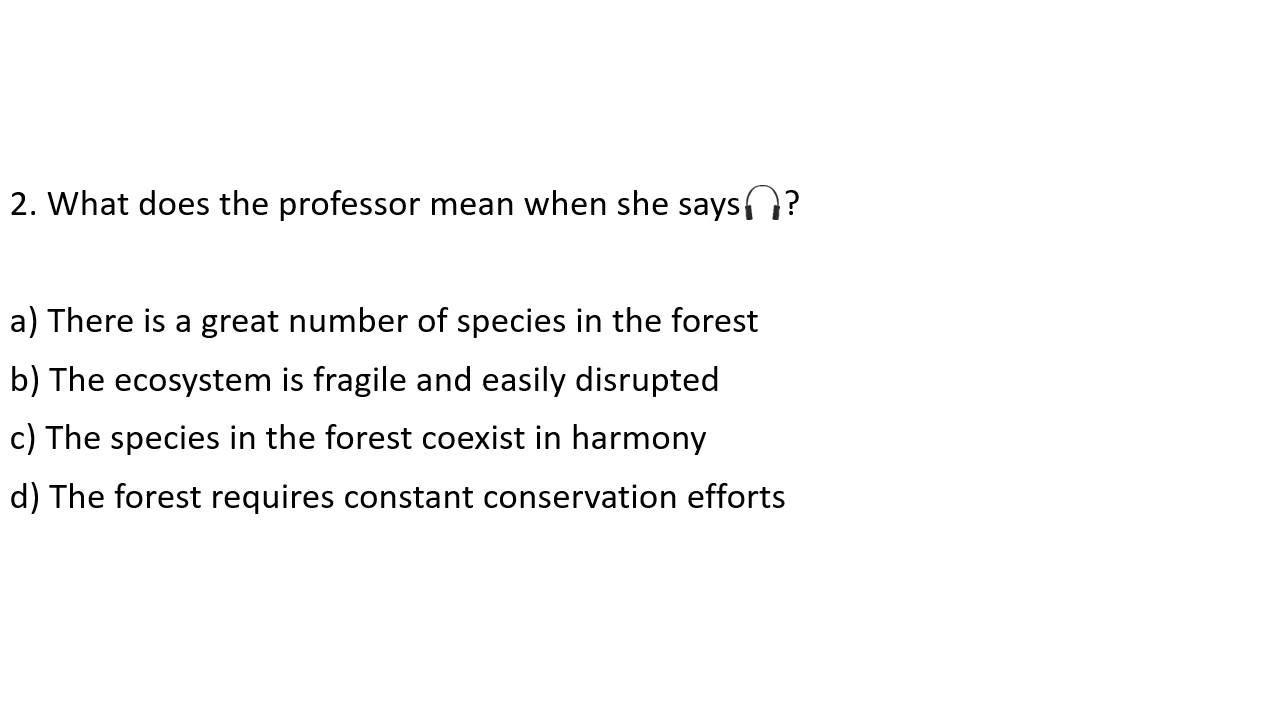 2. What does the professor mean when she says🎧?
a) There is a great number of species in the forest
b) The ecosystem is fragile and easily disrupted
c) The species in the forest coexist in harmony
d) The forest requires constant conservation efforts